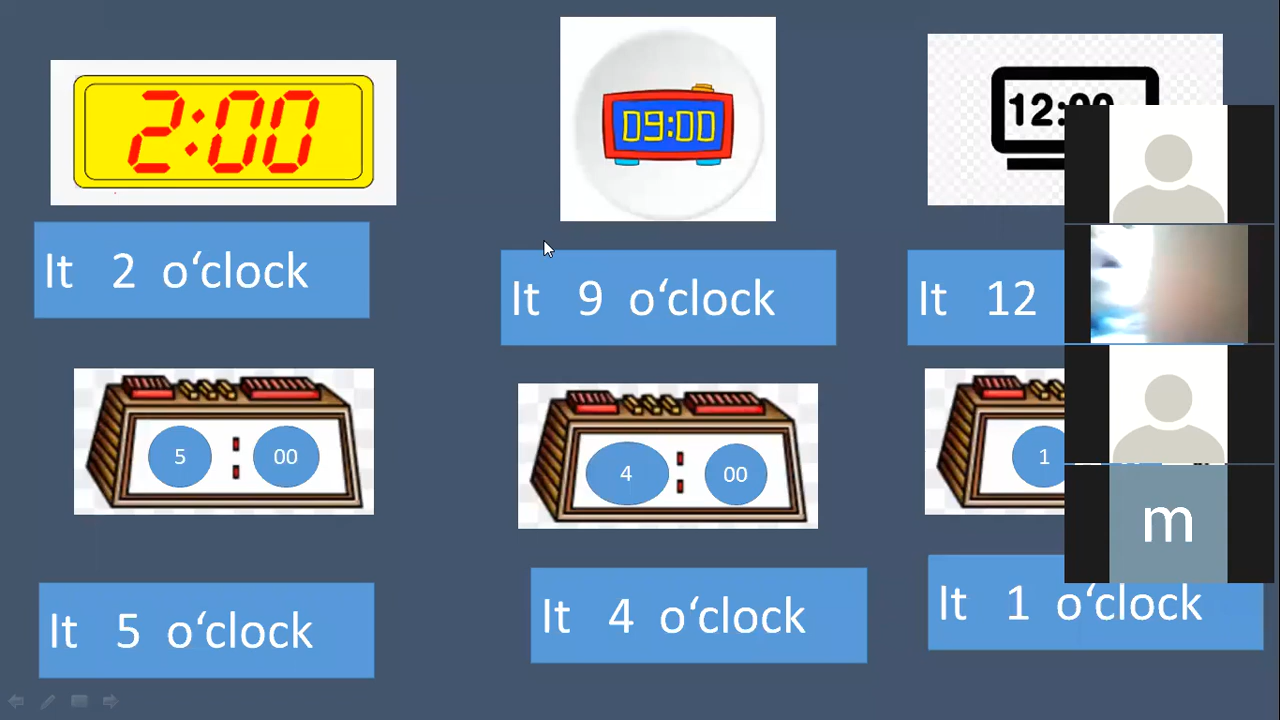 2:00
09:00
12:00
It 2 o‘clock
It 9 o‘clock
It 12
5 : 00
4 : 00
1
It 5 o‘clock
It 4 o‘clock
It 1 o‘clock
m